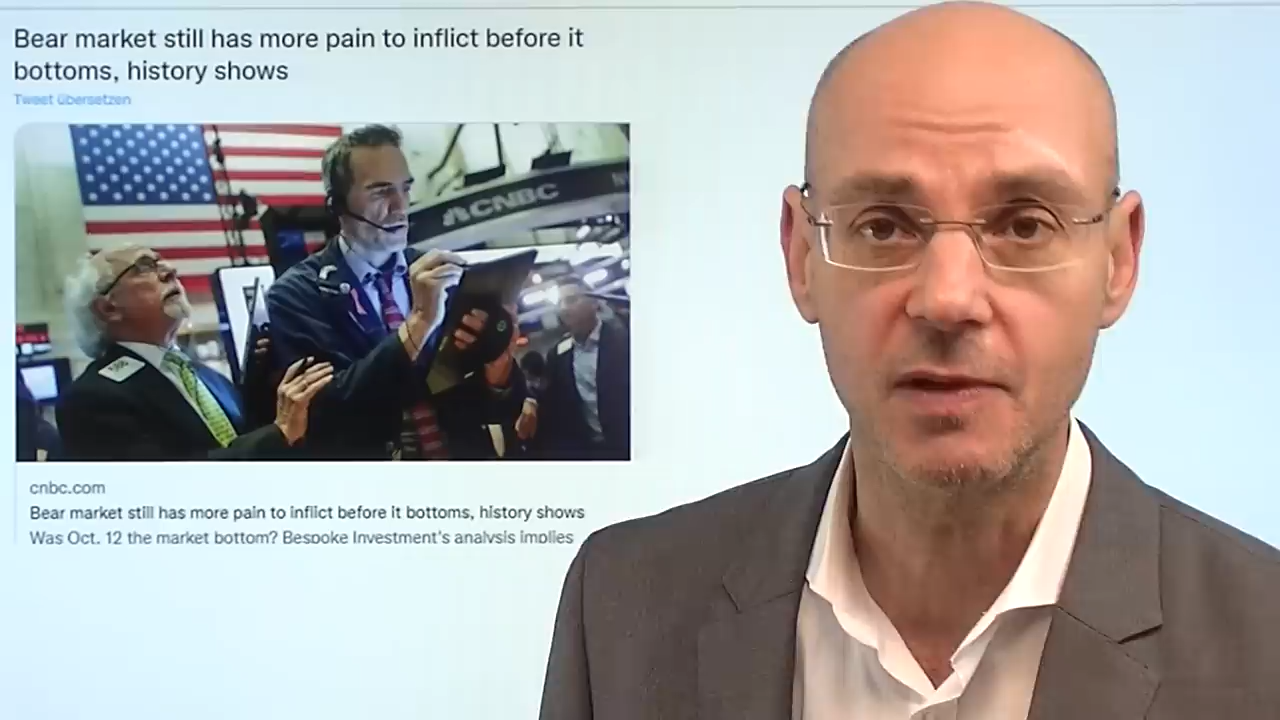 Bear market still has more pain to inflict before it
bottoms, history shows
Tweet übersetzen
CNBC
cnbc.com
Bear market still has more pain to inflict before it bottoms, history shows
Was Oct. 12 the market bottom? Bespoke Investment's analysis implies